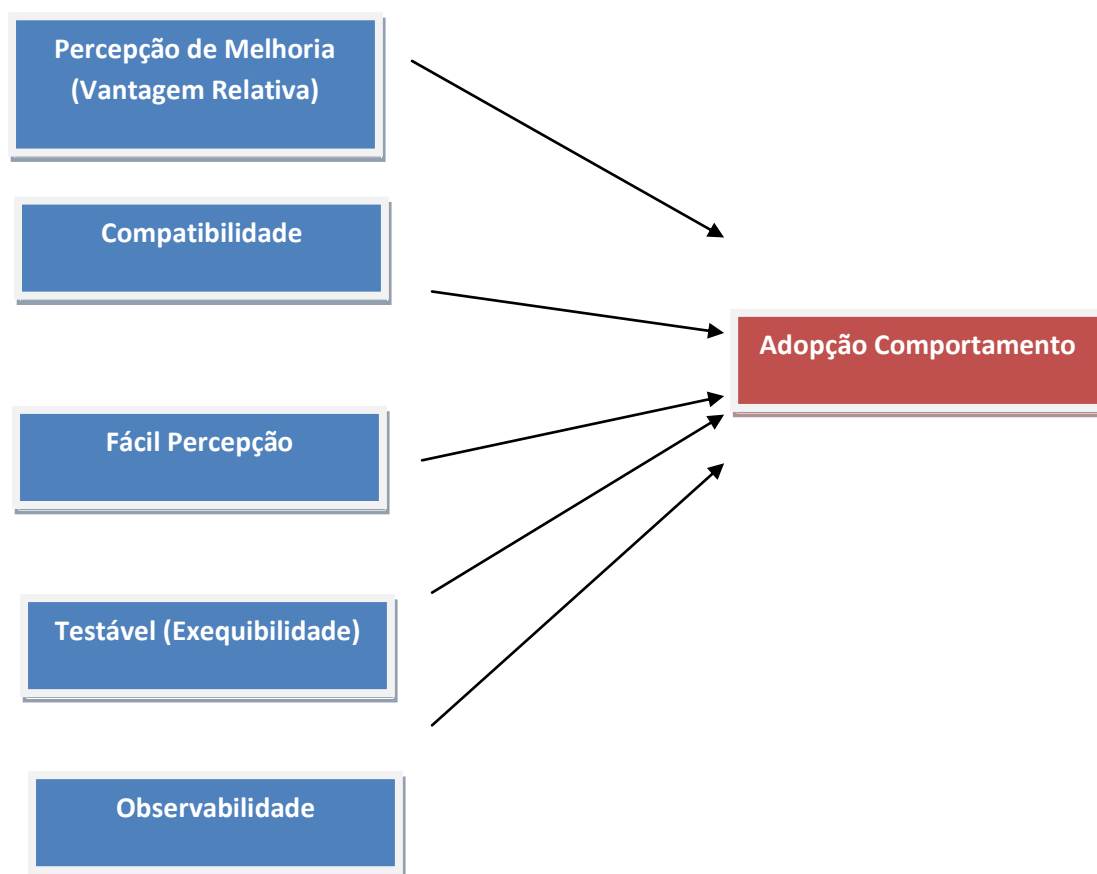 Percepção de Melhoria
(Vantagem Relativa)
Compatibilidade
Adopção Comportamento
Fácil Percepção
Testável (Exequibilidade)
Observabilidade